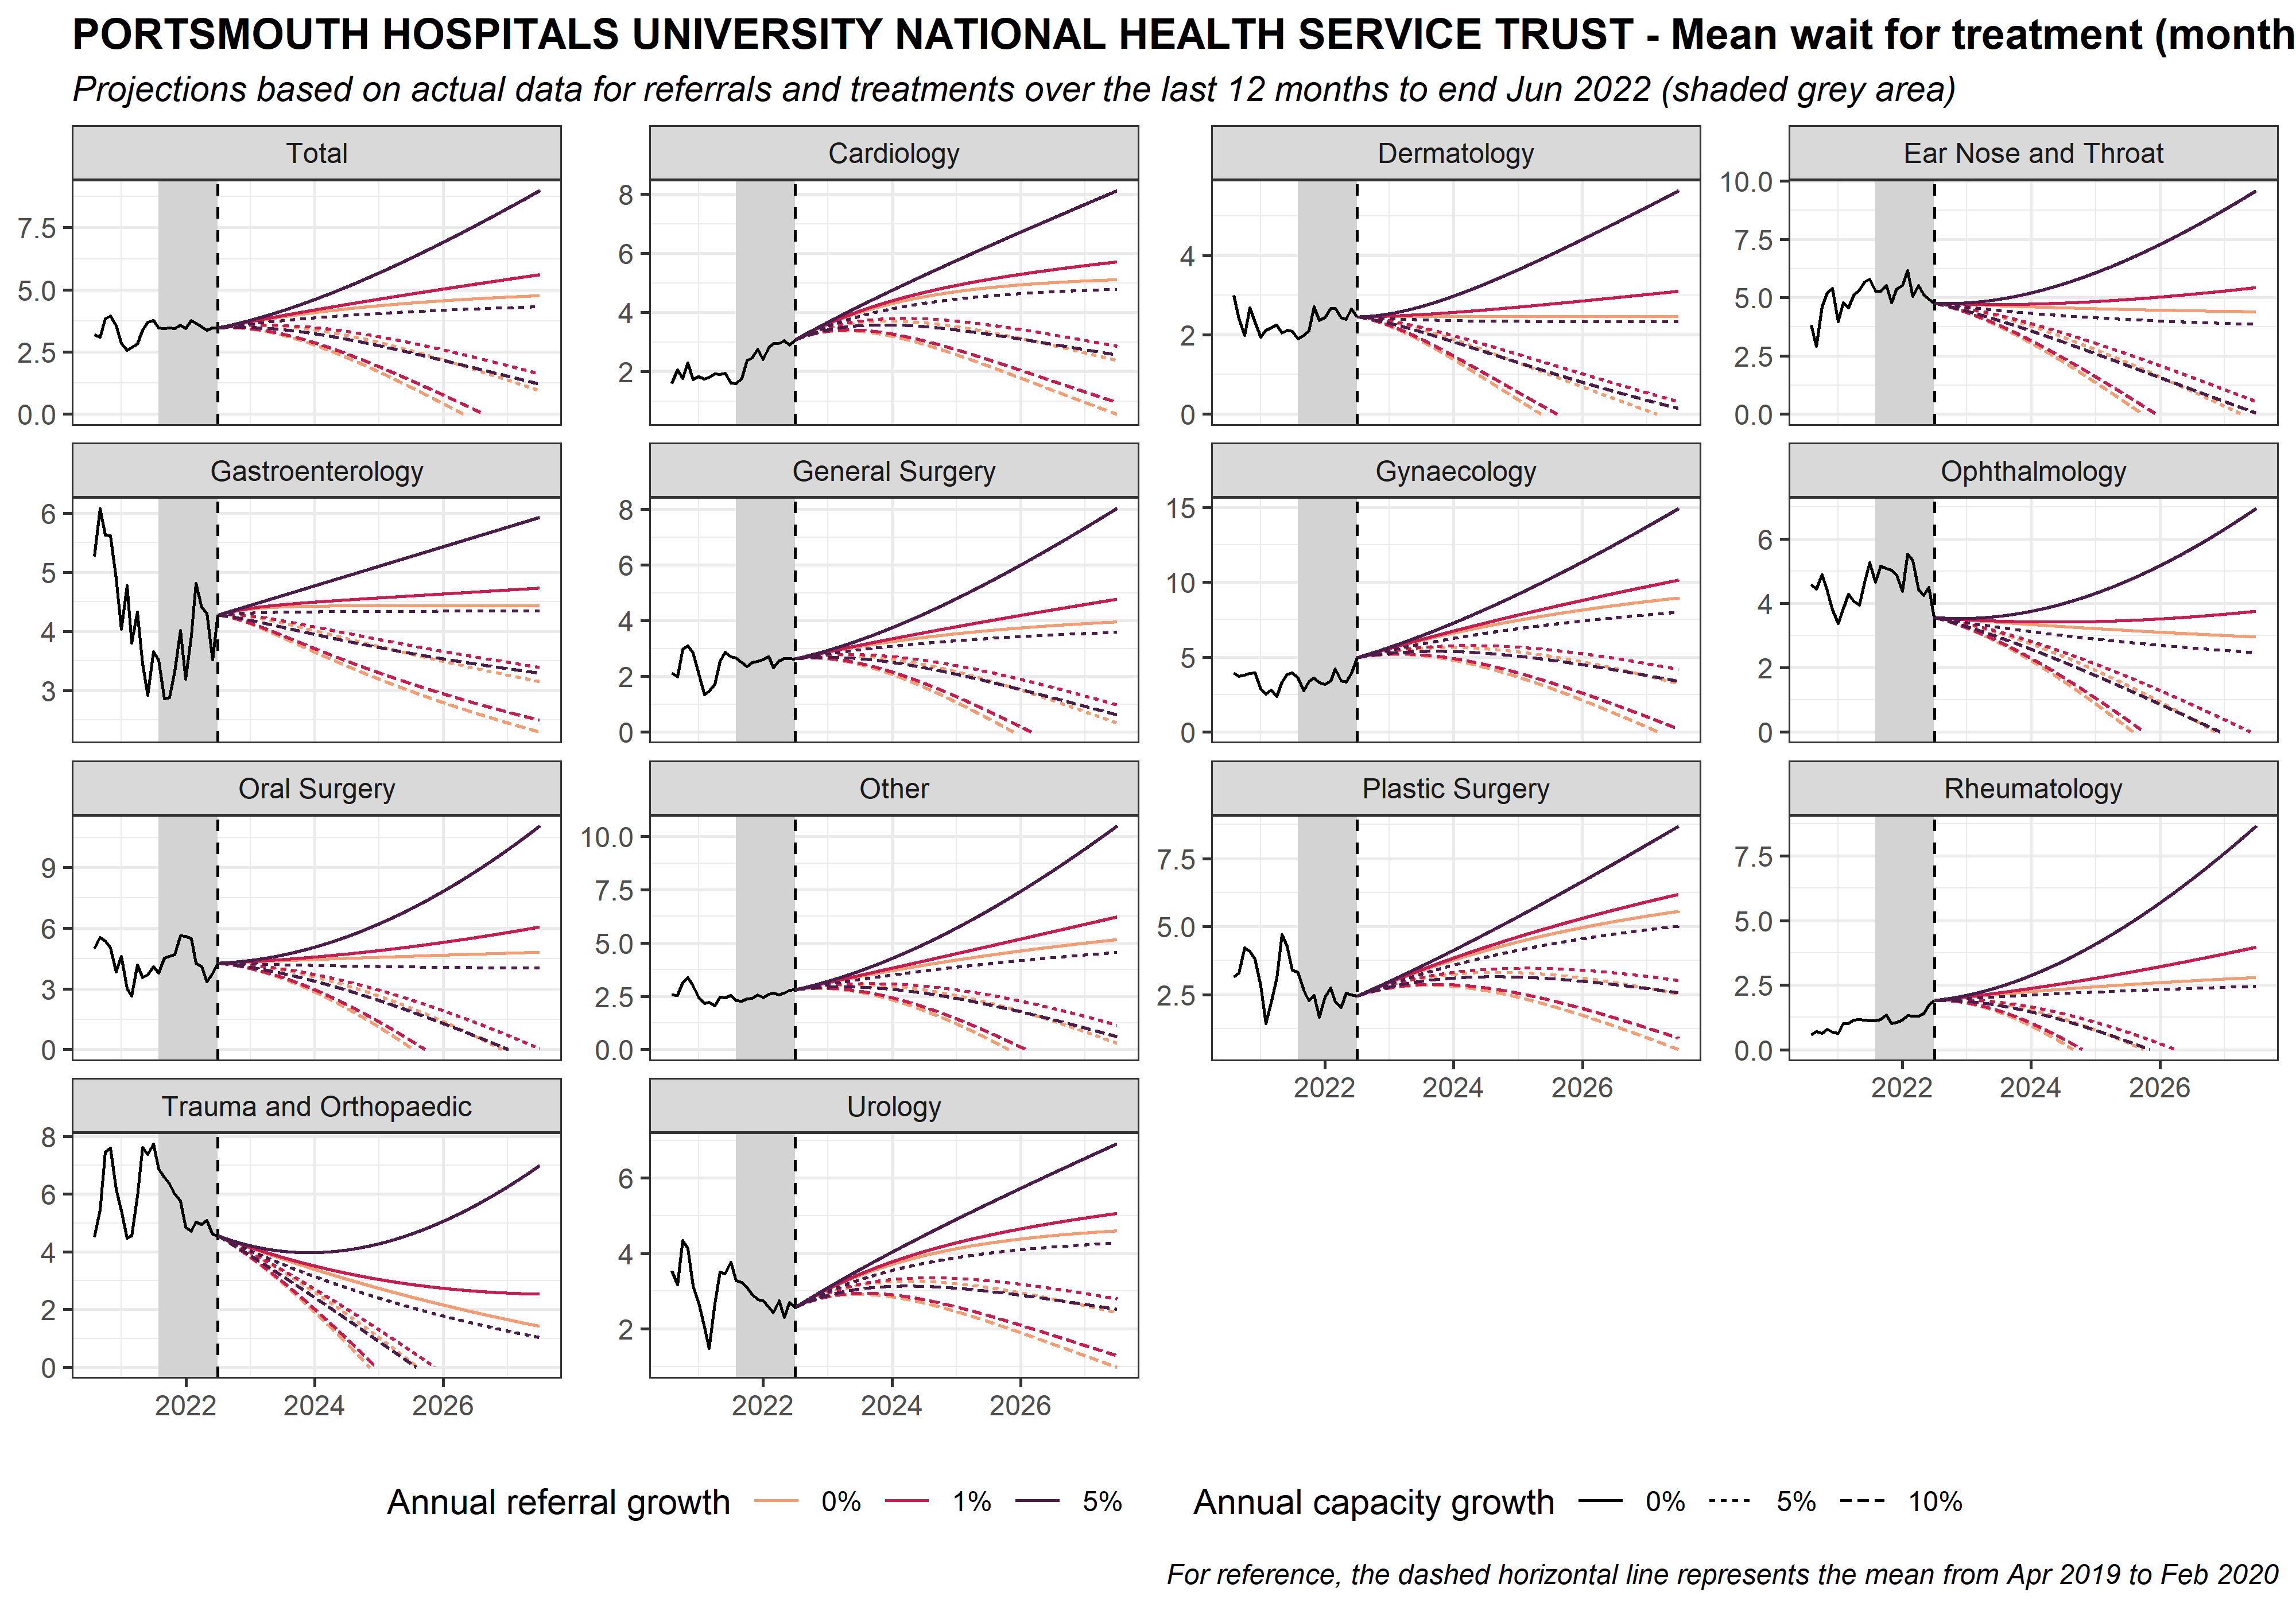 PORTSMOUTH HOSPITALS UNIVERSITY NATIONAL HEALTH SERVICE TRUST - Mean wait for treatment (month
Projections based on actual data for referrals and treatments over the last 12 months to end Jun 2022 (shaded grey area)
Total
7.5
5.0
2.5
0.0
Cardiology
8
6
4
2
Dermatology
4
2
0
Ear Nose and Throat
10.0
7.5
5.0
2.5
0.0
Gastroenterology
6
5
4
3
General Surgery
8
6
4
2
0
Gynaecology
15
10
5
0
Ophthalmology
6
4
2
0
Oral Surgery
9
6
3
0
Other
10.0
7.5
5.0
2.5
0.0
Plastic Surgery
7.5
5.0
2.5
2022 2024 2026
Rheumatology
7.5
5.0
2.5
0.0
2022 2024 2026
Trauma and Orthopaedic
8
6
4
2
0
2022 2024 2026
Urology
6
4
2
2022 2024 2026
Annual referral growth 0% 1% 5% Annual capacity growth 0% 5% 10%
For reference, the dashed horizontal line represents the mean from Apr 2019 to Feb 2020